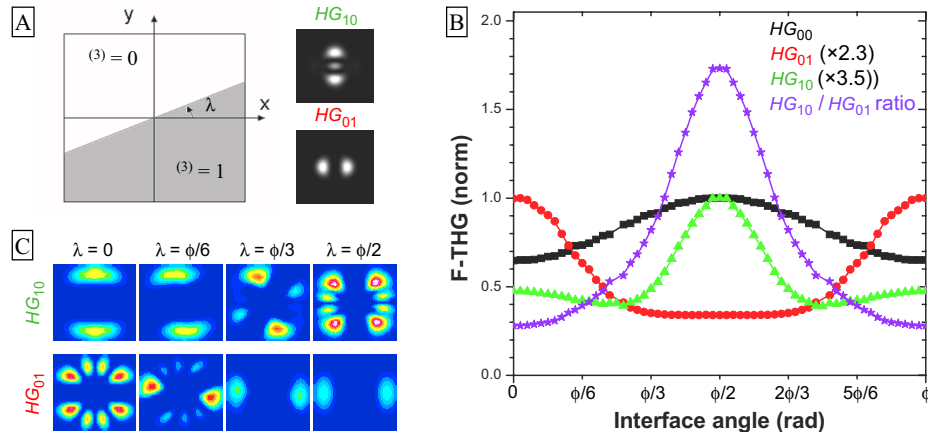 A
y
HG10
(3) = 0
λ
x
(3) = 1
HG01
B
2.0
1.5
1.0
0.5
0.0
F-THG (norm)
HG00
HG01 (×2.3)
HG10 (×3.5))
HG10 / HG01 ratio
0 ϕ/6 ϕ/3 ϕ/2 2ϕ/3 5ϕ/6 ϕ
Interface angle (rad)
C
λ = 0 λ = ϕ/6 λ = ϕ/3 λ = ϕ/2
HG10
HG01